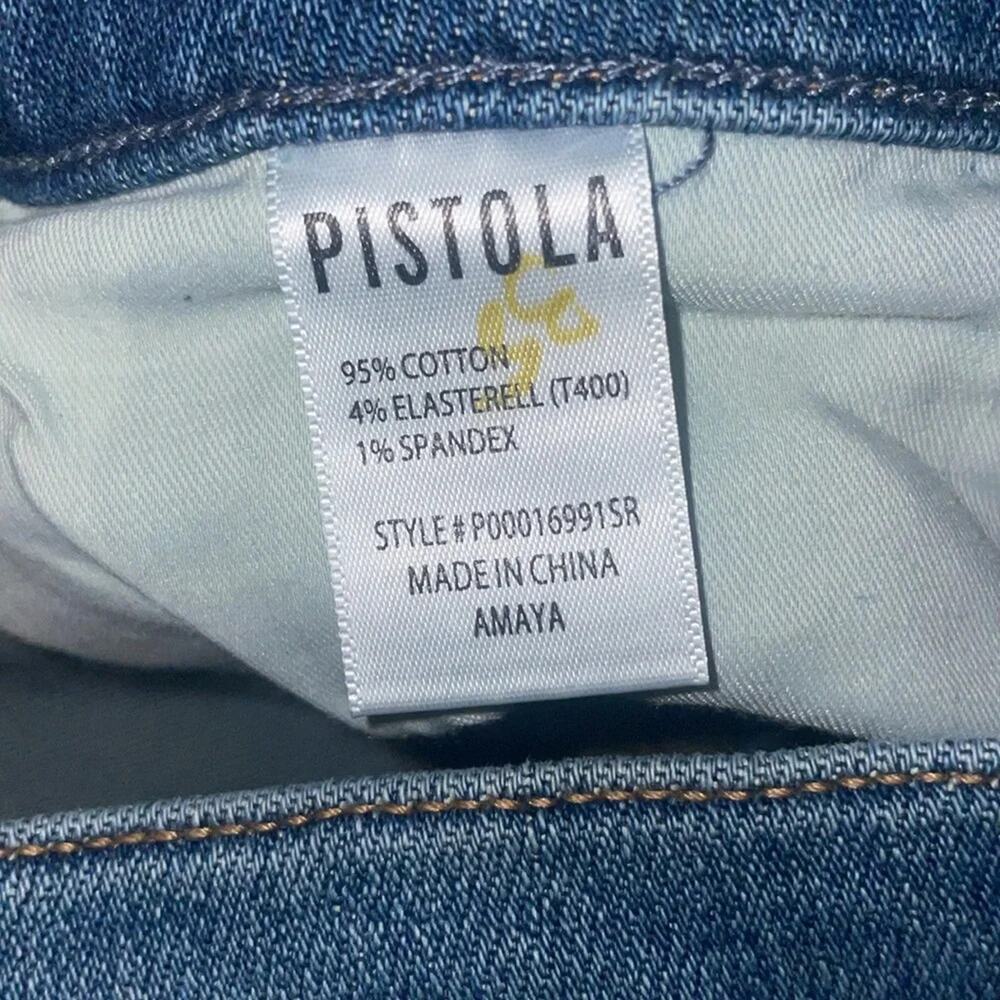 PISTOLA
95% COTTON
4% ELASTERELL (T400)
1% SPANDEX
STYLE # P00016991SR
MADE IN CHINA
AMAYA